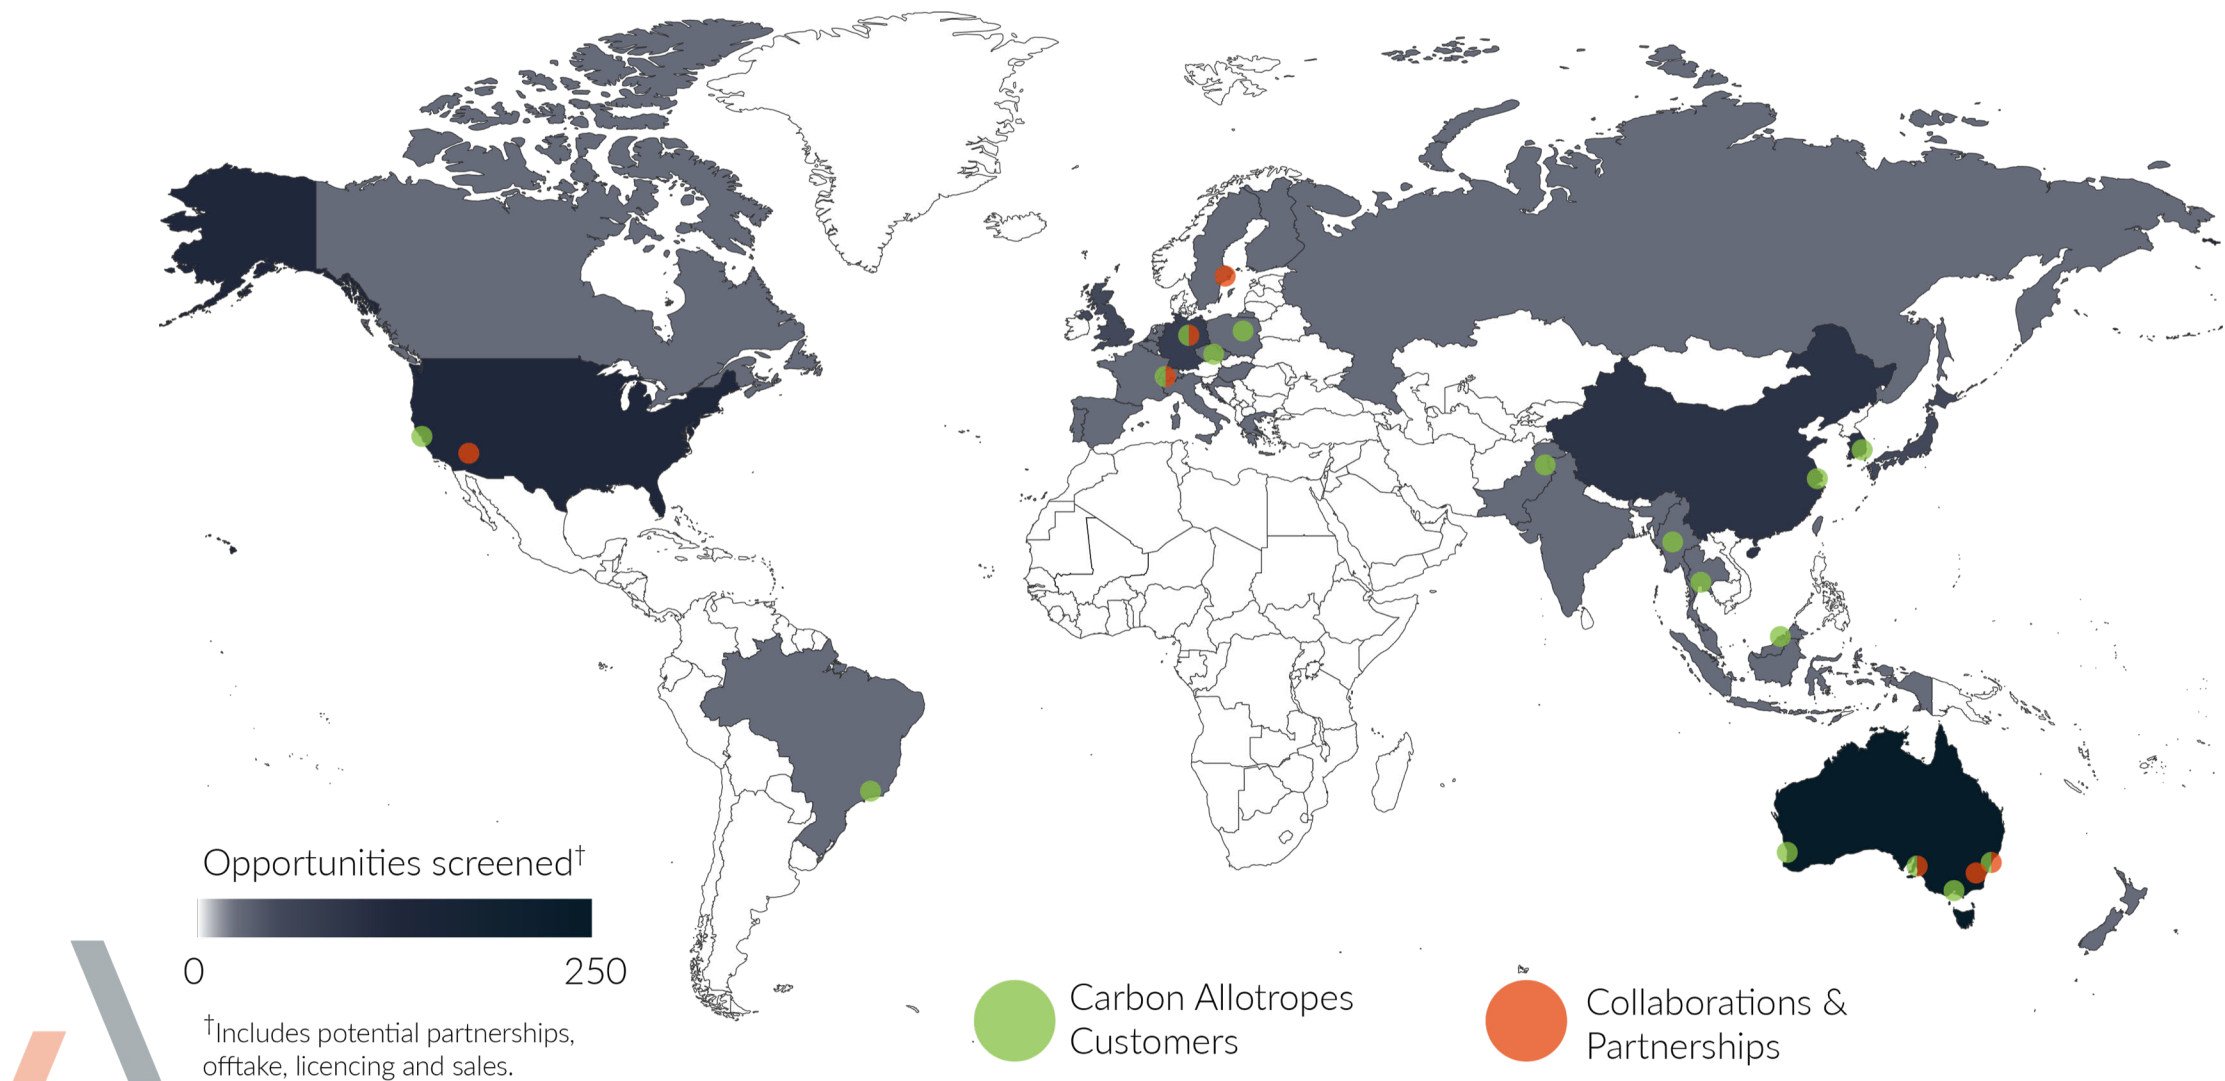 Opportunities screened†
0
250
†Includes potential partnerships,
offtake, licencing and sales.
Carbon Allotropes
Customers
Collaborations &
Partnerships